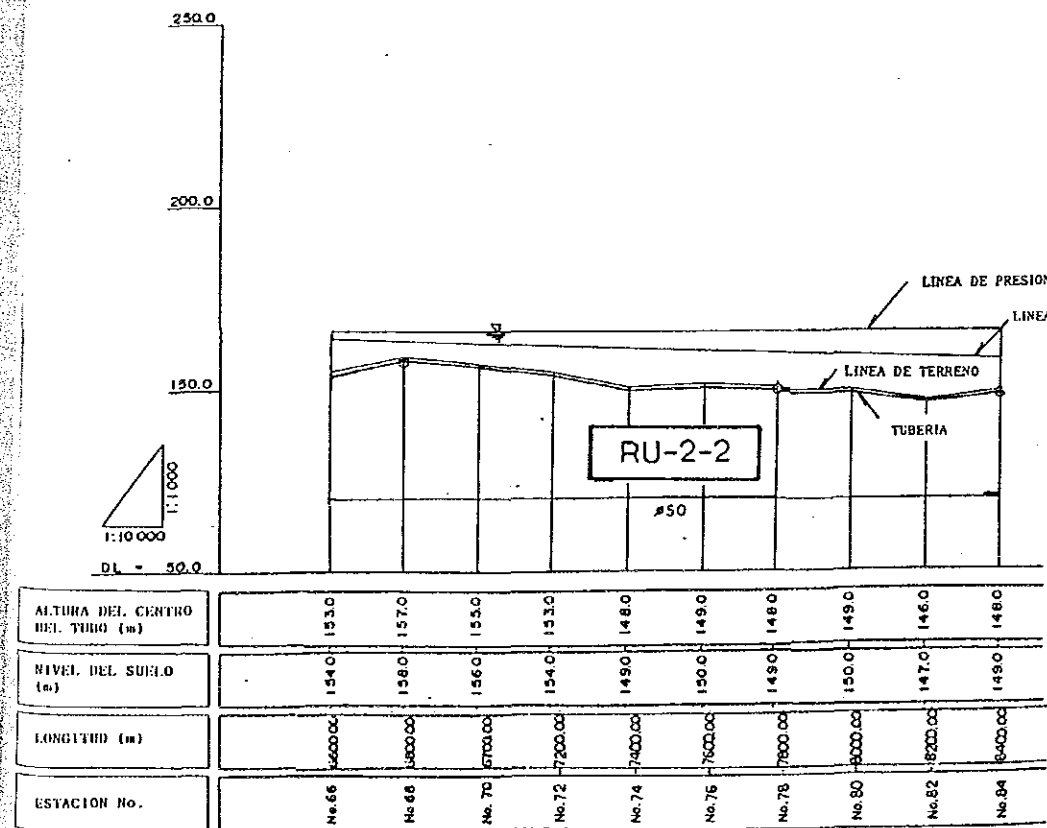 250.0
200.0
LINEA DE PRESION
LINEA
150.0
LINEA DE TERRENO
TUBERIA
RU-2-2
ø50
1:1000
1:10000
DL = 50.0
ALTURA DEL CENTRO DEL TUBO (m) 153.0 157.0 155.0 153.0 148.0 149.0 148.0 149.0 146.0 148.0
NIVEL DEL SUELO (m) 154.0 158.0 156.0 154.0 149.0 150.0 149.0 150.0 147.0 149.0
LONGITUD (m) 6600.00 6800.00 6700.00 7200.00 7400.00 7600.00 7800.00 8000.00 8200.00 8400.00
ESTACION No. No.66 No.68 No.70 No.72 No.74 No.76 No.78 No.80 No.82 No.84